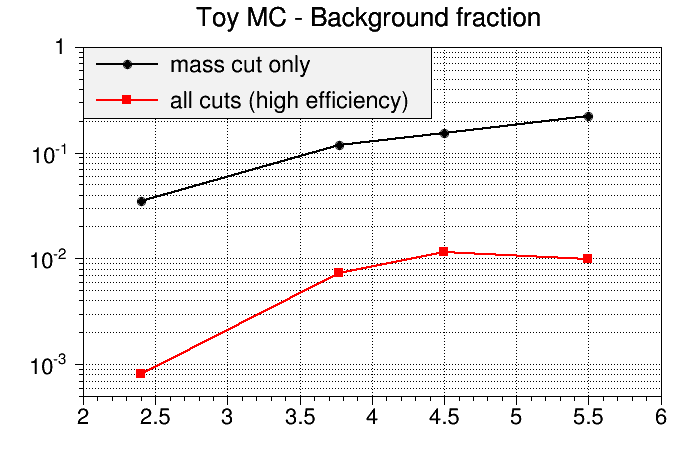 Toy MC - Background fraction
mass cut only
all cuts (high efficiency)
1
10^-1
10^-2
10^-3
2 2.5 3 3.5 4 4.5 5 5.5 6